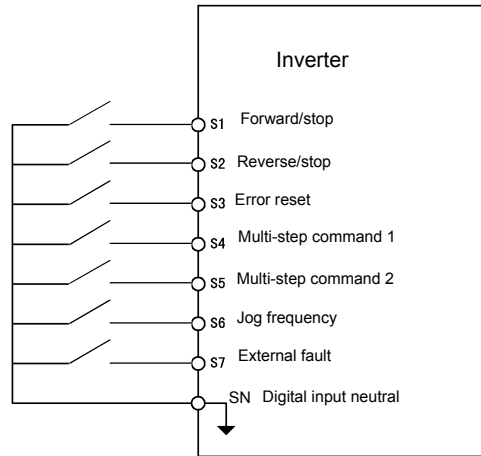 Inverter
S1 Forward/stop
S2 Reverse/stop
S3 Error reset
S4 Multi-step command 1
S5 Multi-step command 2
S6 Jog frequency
S7 External fault
SN Digital input neutral